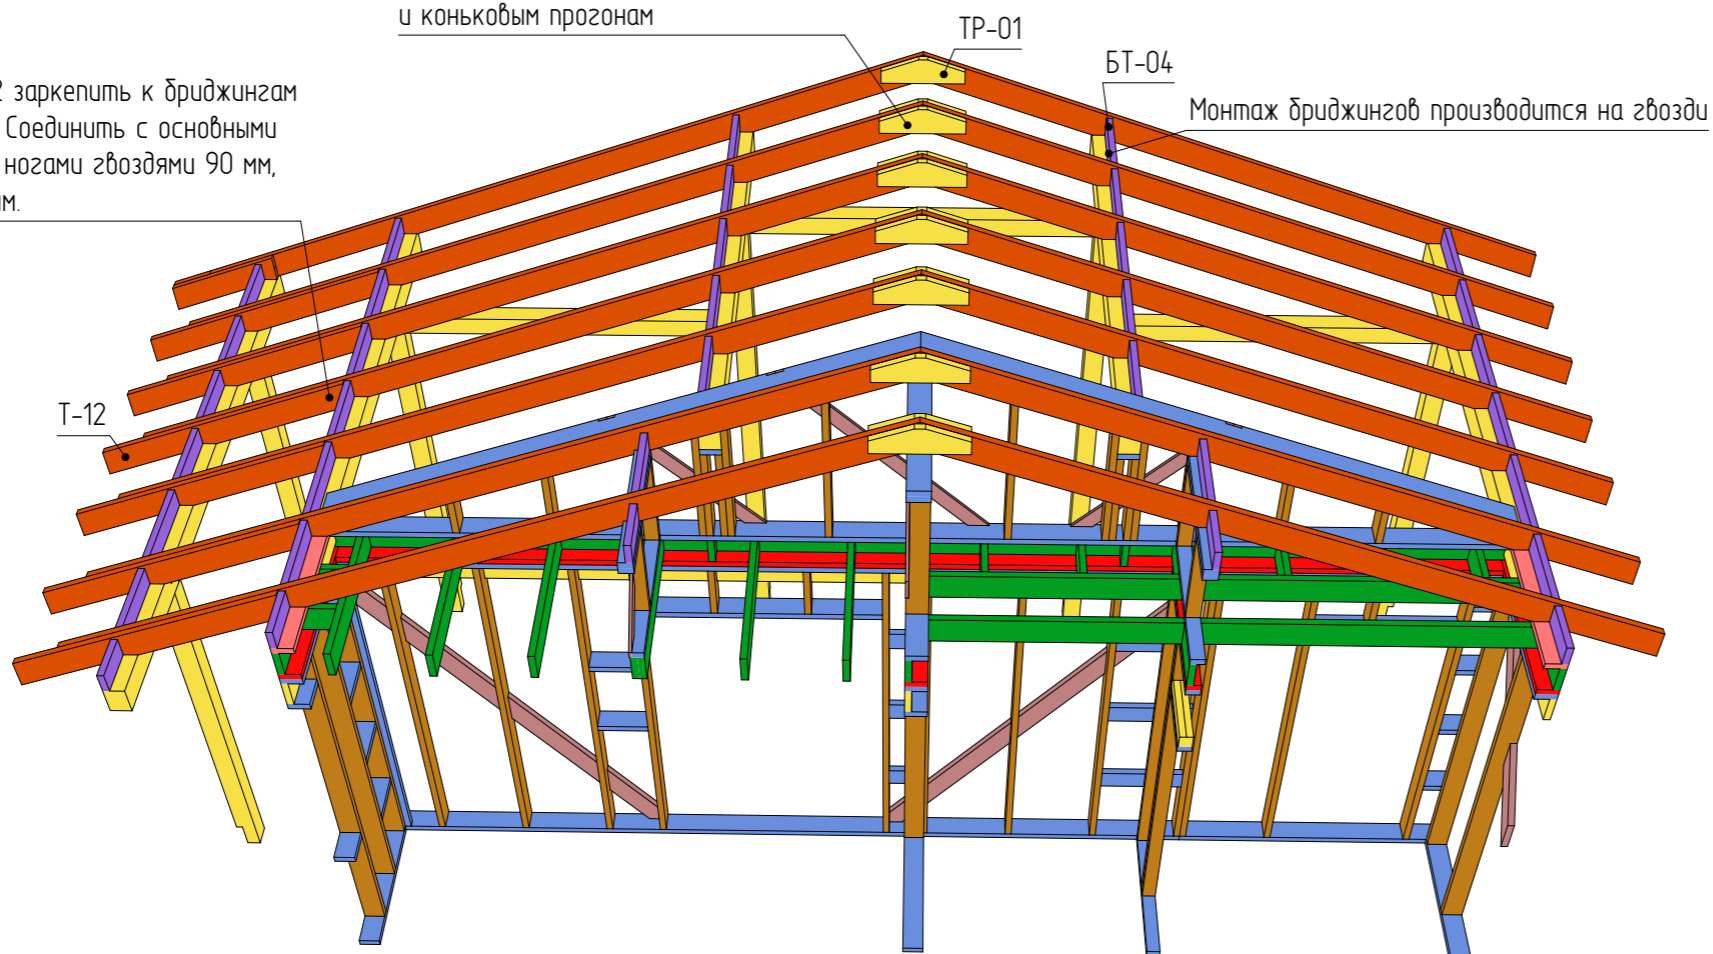 и коньковым прогонам
ТР-01
БТ-04
2 заркепить к бриджингам
Соединить с основными
ногами гвоздями 90 мм,
Монтаж бриджингов производится на гвозди
Т-12